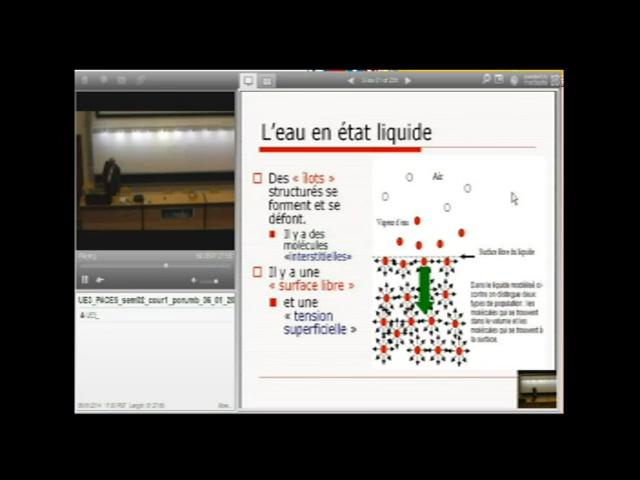 L'eau en état liquide
Des « îlots »
structurés se
forment et se
défont.
Il y a des
molécules
«interstitielles»
Il y a une
« surface libre »
et une
« tension
superficielle »
Air
Vapeur d'eau
Surface libre du liquide
Dans le liquide modélisé ci-
contre on distingue deux
types de population : les
molécules qui se trouvent
dans le volume et les
molécules qui se trouvent à
la surface.
Playing
UE3_